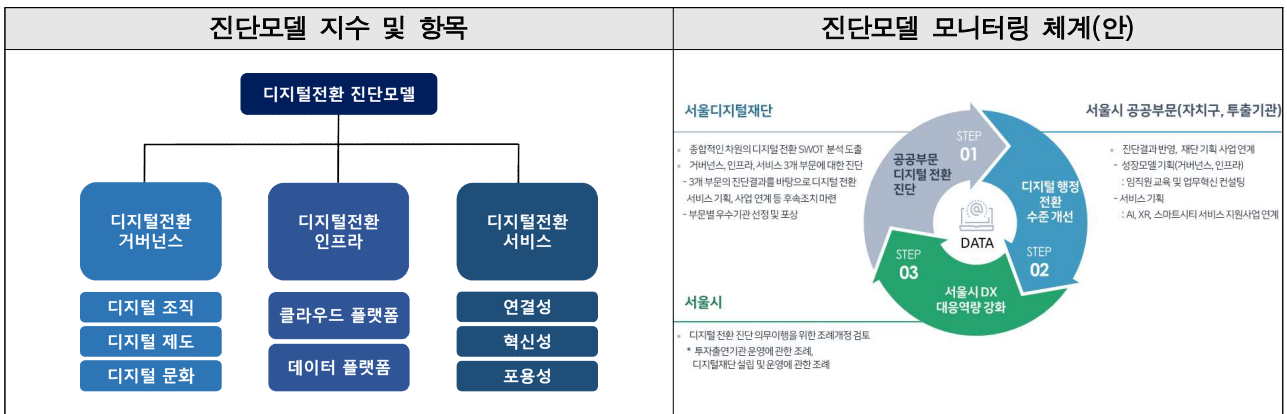 진단모델 지수 및 항목
디지털전환 진단모델
디지털전환
거버넌스
디지털전환
인프라
디지털전환
서비스
디지털 조직
디지털 제도
디지털 문화
클라우드 플랫폼
데이터 플랫폼
연결성
혁신성
포용성
진단모델 모니터링 체계(안)
서울디지털재단
종합적인 차원의 디지털 전환 SWOT 분석 도출
거버넌스, 인프라, 서비스 3개 부문에 대한 진단
- 3개 부문의 진단결과를 바탕으로 디지털 전환
서비스 기획, 사업 연계 등 후속조치 마련
- 부문별 우수기관 선정 및 포상
STEP
01
공공부문
디지털 전환
진단
서울시 공공부문(자치구, 투출기관)
진단결과 반영, 재단 기획 사업 연계
- 성장모델 기획(거버넌스, 인프라)
: 임직원 교육 및 업무혁신 컨설팅
- 서비스 기획
: AI, XR, 스마트시티 서비스 지원사업 연계
디지털 행정
전환
수준 개선
STEP
02
DATA
STEP
03
서울시 DX
대응역량 강화
서울시
디지털 전환 진단 의무이행을 위한 조례개정 검토
* 투자출연기관 운영에 관한 조례,
디지털재단 설립 및 운영에 관한 조례